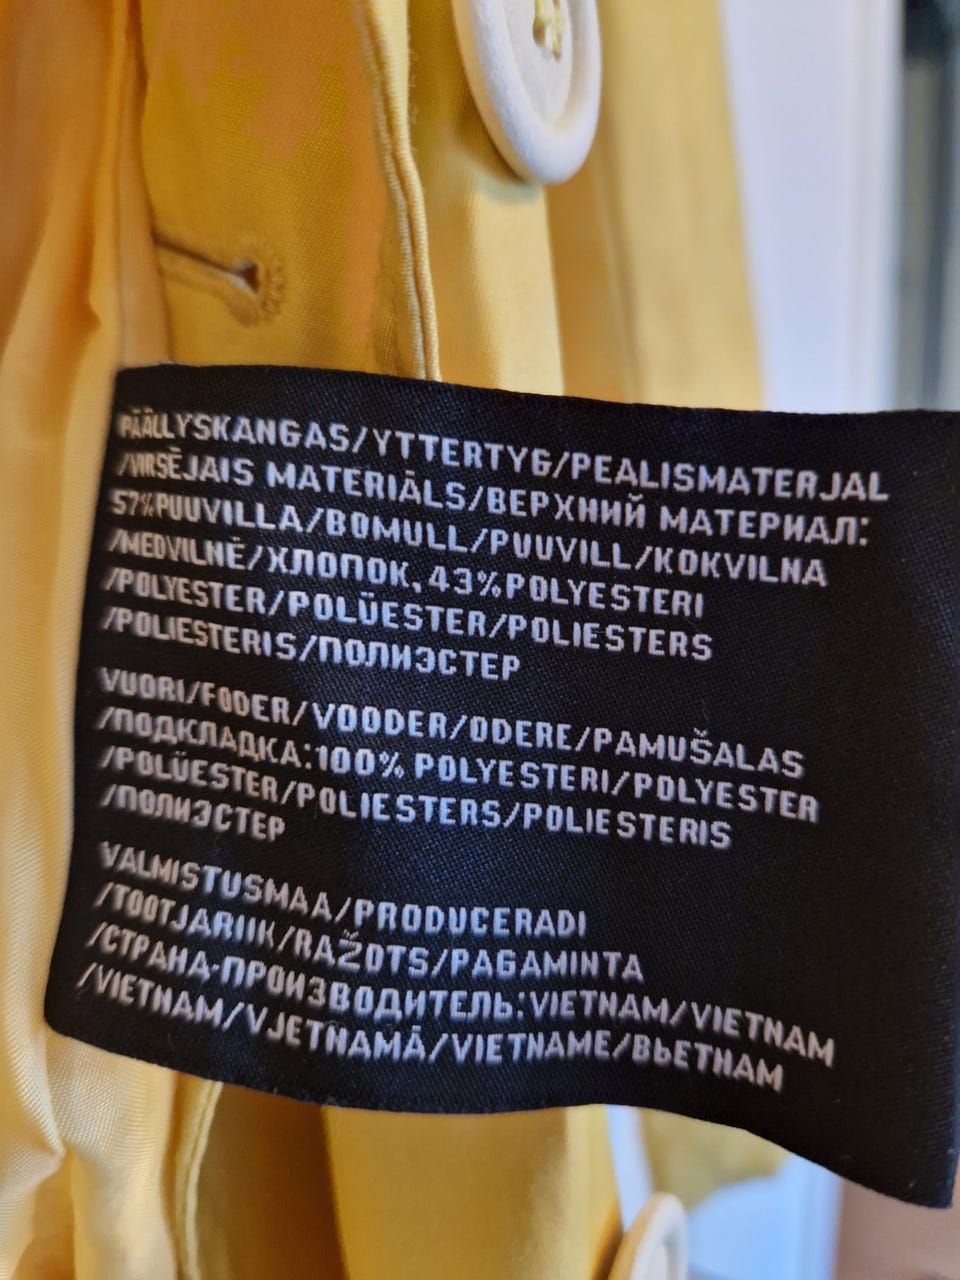 PÄÄLLYSKANGAS/YTTERTYG/PEALISMATERJAL
/VIRSĒJAIS MATERIĀLS/ВЕРХНИЙ МАТЕРИАЛ:
57%PUUVILLA/BOMULL/PUUVILL/KOKVILNA
/MEDVILNĖ/ХЛОПОК, 43%POLYESTERI
/POLYESTER/POLÜESTER/POLIESTERS
/POLIESTERIS/ПОЛИЭСТЕР
VUORI/FODER/VOODER/ODERE/PAMUŠALAS
/ПОДКЛАДКА:100% POLYESTERI/POLYESTER
/POLÜESTER/POLIESTERS/POLIESTERIS
/ПОЛИЭСТЕР
VALMISTUSMAA/PRODUCERADI
/TOOTJARIIK/RAŽOTS/PAGAMINTA
/СТРАНА-ПРОИЗВОДИТЕЛЬ:VIETNAM/VIETNAM
/VIETNAM/VJETNAMĀ/VIETNAME/ВЬЕТНАМ